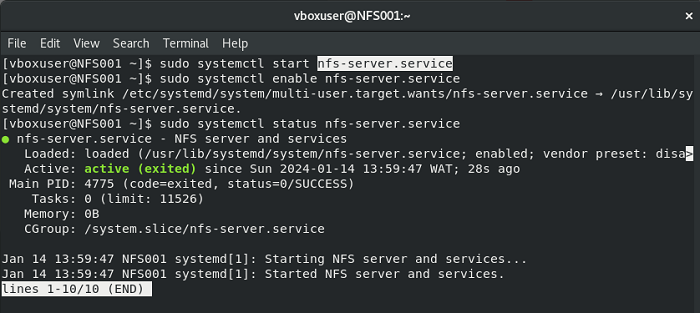 vboxuser@NFS001:~
File Edit View Search Terminal Help
[vboxuser@NFS001 ~]$ sudo systemctl start nfs-server.service
[vboxuser@NFS001 ~]$ sudo systemctl enable nfs-server.service
Created symlink /etc/systemd/system/multi-user.target.wants/nfs-server.service → /usr/lib/sy
stemd/system/nfs-server.service.
[vboxuser@NFS001 ~]$ sudo systemctl status nfs-server.service
● nfs-server.service - NFS server and services
Loaded: loaded (/usr/lib/systemd/system/nfs-server.service; enabled; vendor preset: disa>
Active: active (exited) since Sun 2024-01-14 13:59:47 WAT; 28s ago
Main PID: 4775 (code=exited, status=0/SUCCESS)
Tasks: 0 (limit: 11526)
Memory: 0B
CGroup: /system.slice/nfs-server.service
Jan 14 13:59:47 NFS001 systemd[1]: Starting NFS server and services...
Jan 14 13:59:47 NFS001 systemd[1]: Started NFS server and services.
lines 1-10/10 (END)